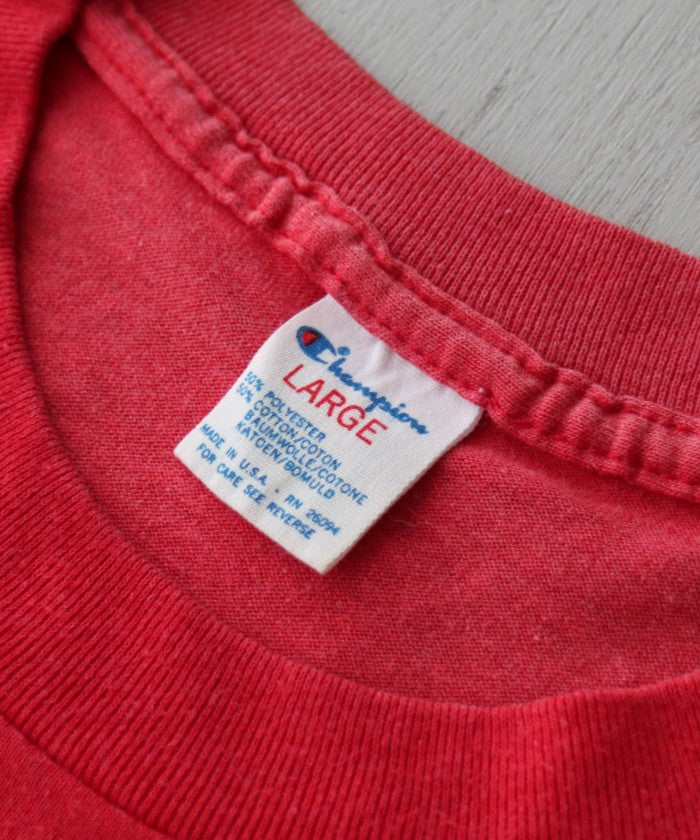 Champion
LARGE
50% POLYESTER
50% COTTON/COTON
BAUMWOLLE/COTONE
KATOEN/BOMULD
MADE IN U.S.A. RN 26094
FOR CARE SEE REVERSE